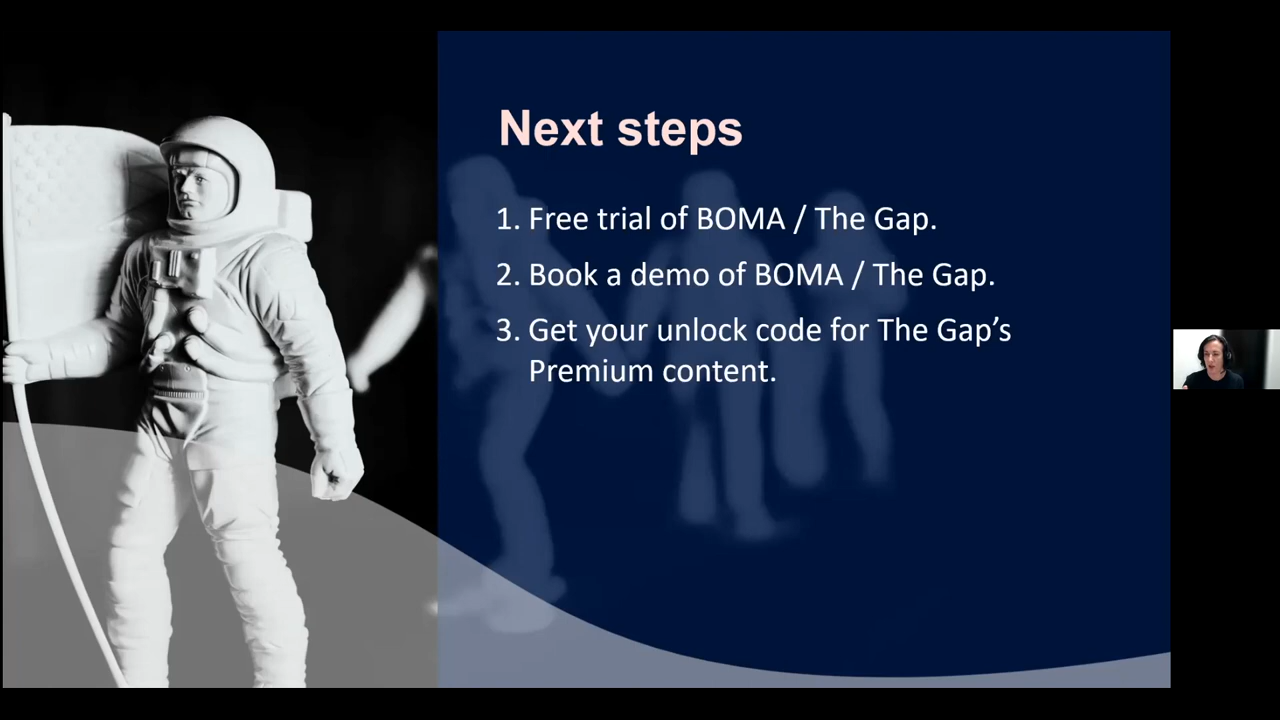 Next steps
1. Free trial of BOMA / The Gap.
2. Book a demo of BOMA / The Gap.
3. Get your unlock code for The Gap’s
Premium content.